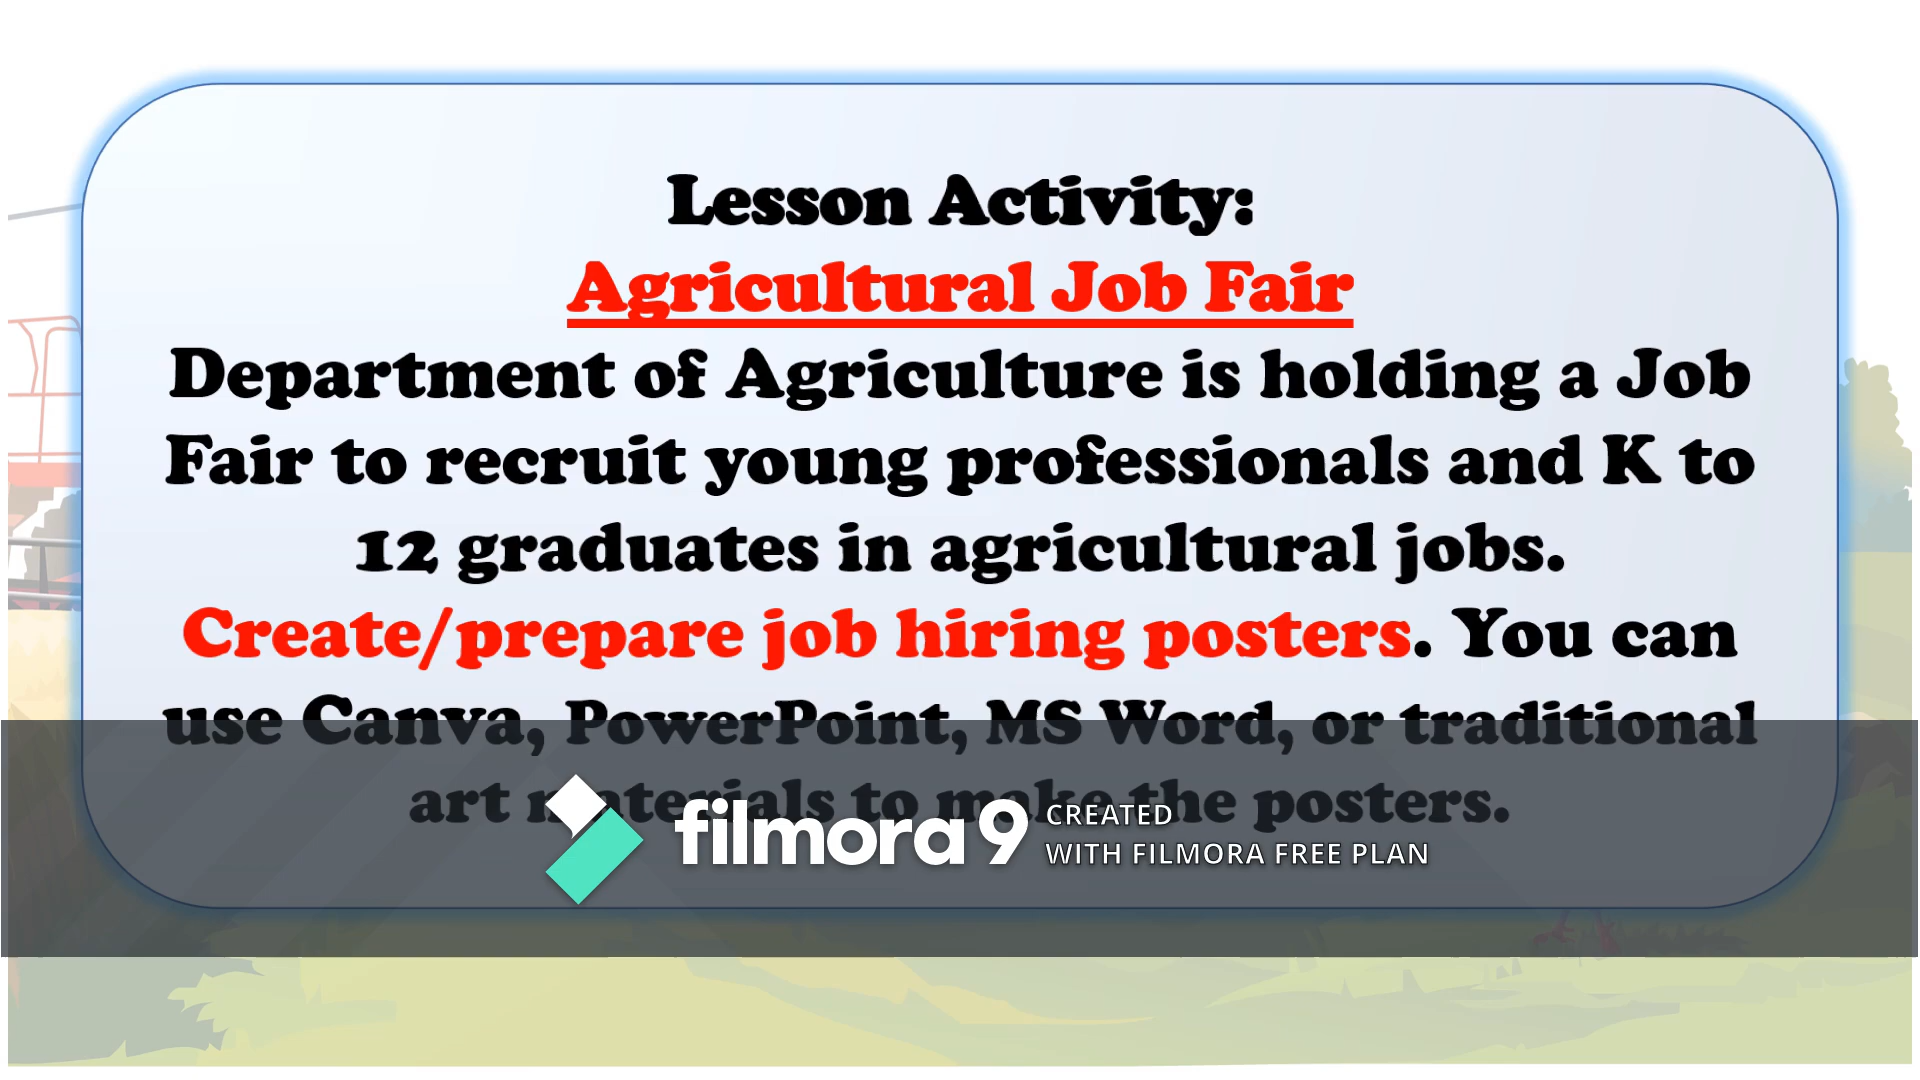 Lesson Activity:
Agricultural Job Fair
Department of Agriculture is holding a Job
Fair to recruit young professionals and K to
12 graduates in agricultural jobs.
Create/prepare job hiring posters. You can
use Canva, PowerPoint, MS Word, or traditional
art materials to make the posters.
filmora 9 CREATED
WITH FILMORA FREE PLAN